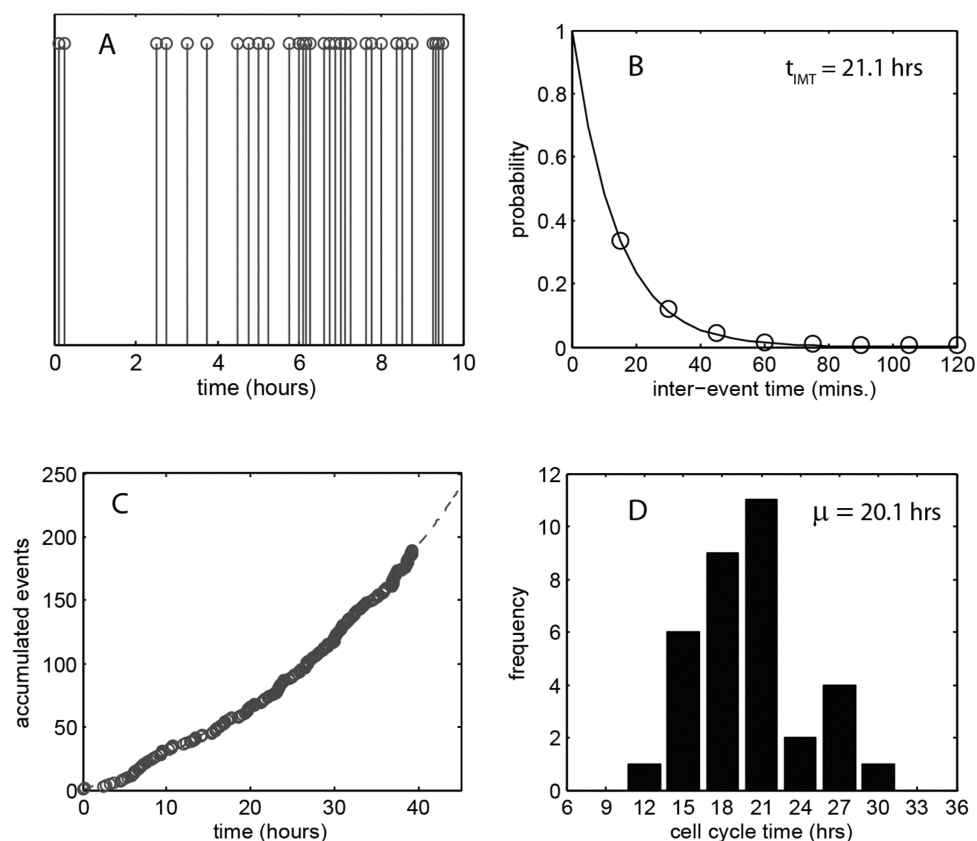 A
0 2 4 6 8 10
time (hours)
B
t_IMT = 21.1 hrs
1
0.8
0.6
0.4
0.2
0
probability
0 20 40 60 80 100 120
inter−event time (mins.)
C
250
200
150
100
50
0
accumulated events
0 10 20 30 40
time (hours)
D
μ = 20.1 hrs
12
10
8
6
4
2
0
frequency
6 9 12 15 18 21 24 27 30 33 36
cell cycle time (hrs)